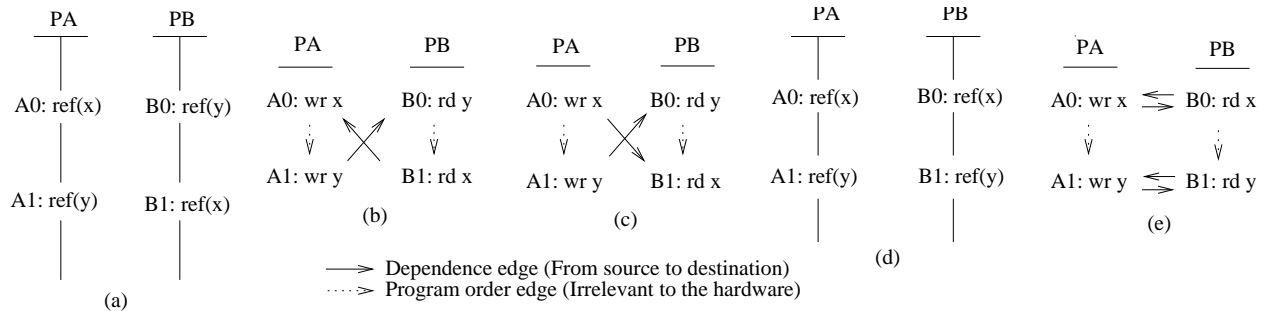 PA PB
A0: ref(x) B0: ref(y)
A1: ref(y) B1: ref(x)
(a)
PA PB
A0: wr x B0: rd y
A1: wr y B1: rd x
(b)
PA PB
A0: wr x B0: rd y
A1: wr y B1: rd x
(c)
PA PB
A0: ref(x) B0: ref(x)
A1: ref(y) B1: ref(y)
(d)
PA PB
A0: wr x B0: rd x
A1: wr y B1: rd y
(e)
Dependence edge (From source to destination)
Program order edge (Irrelevant to the hardware)